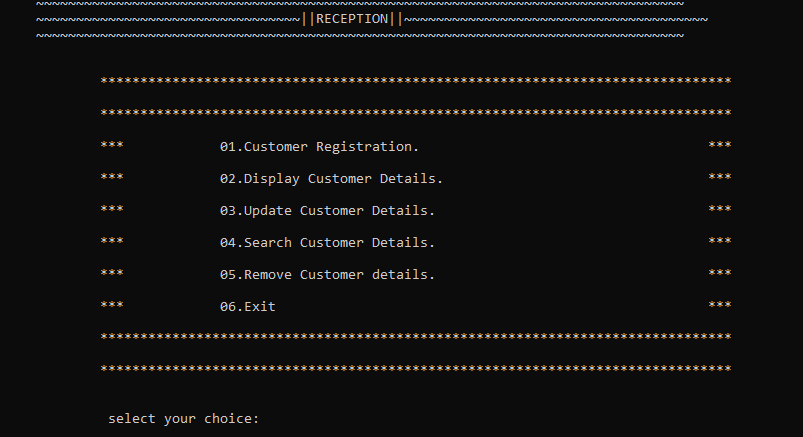 ~~~~~~~~~~~~~~~~~~~~~~~~~~~~~~~~~~~~~~~~~~~~~~~~~~~~~~~~~~~~~~~~~~~~~~~~~~~~~~~~~
~~~~~~~~~~~~~~~~~~~~~~~~~~~~~~~~~||RECEPTION||~~~~~~~~~~~~~~~~~~~~~~~~~~~~~~~~~~~~~~
~~~~~~~~~~~~~~~~~~~~~~~~~~~~~~~~~~~~~~~~~~~~~~~~~~~~~~~~~~~~~~~~~~~~~~~~~~~~~~~~~
*******************************************************************************
*******************************************************************************
*** 01.Customer Registration. ***
*** 02.Display Customer Details. ***
*** 03.Update Customer Details. ***
*** 04.Search Customer Details. ***
*** 05.Remove Customer details. ***
*** 06.Exit ***
*******************************************************************************
*******************************************************************************
select your choice: